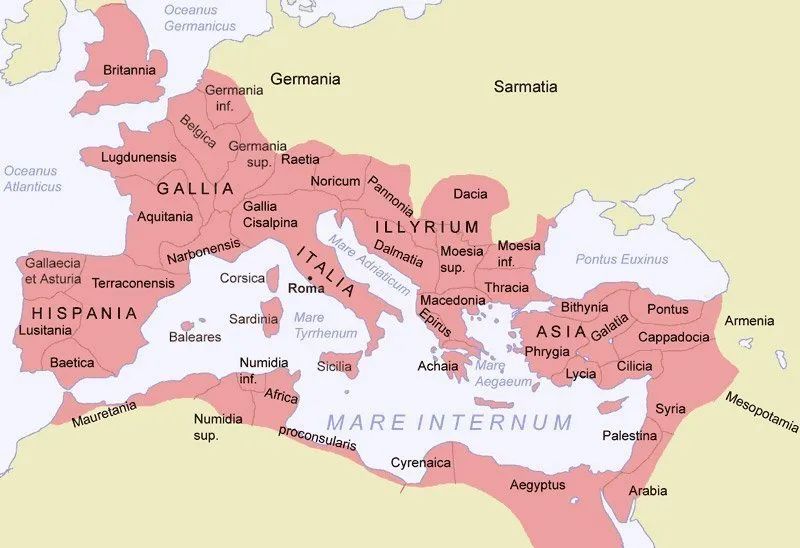 Oceanus
Germanicus
Britannia
Germania
Sarmatia
Germania
inf.
Belgica
Lugdunensis
Germania
sup.
Raetia
Oceanus
Atlanticus
GALLIA
Noricum
Pannonia
Dacia
Aquitania
Gallia
Cisalpina
ILLYRIUM
Dalmatia
Moesia
sup.
Moesia
inf.
Narbonensis
ITALIA
Mare Adriaticum
Pontus Euxinus
Gallaecia
et Asturia
Terraconensis
Corsica
Roma
Thracia
Macedonia
HISPANIA
Lusitania
Sardinia
Mare
Tyrrhenum
Epirus
Bithynia
Pontus
Armenia
ASIA
Galatia
Cappadocia
Baleares
Phrygia
Baetica
Numidia
inf.
Sicilia
Achaia
Mare
Aegaeum
Lycia
Cilicia
Mauretania
Africa
Numidia
sup.
proconsularis
MARE INTERNUM
Syria
Mesopotamia
Palestina
Cyrenaica
Aegyptus
Arabia